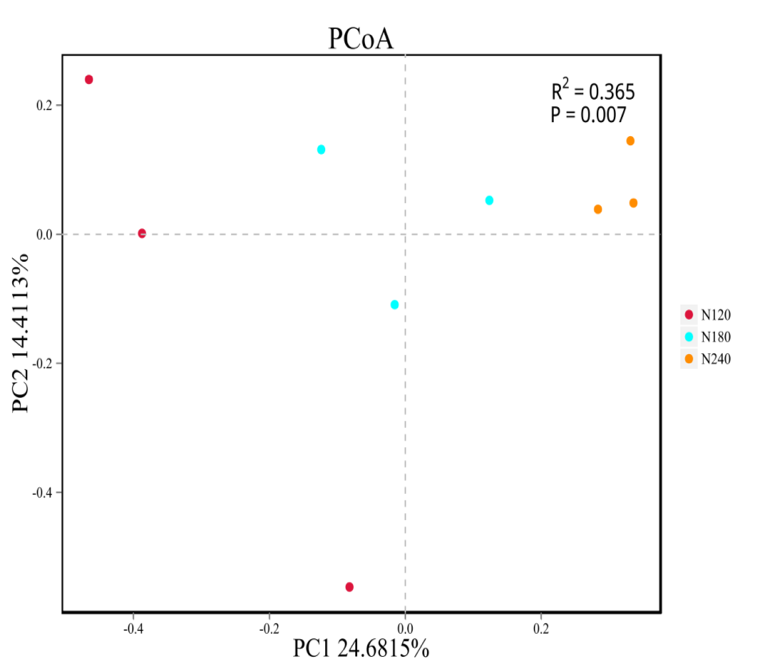 PCoA
R² = 0.365
P = 0.007
0.2
0.0
-0.2
-0.4
PC2 14.4113%
-0.4
-0.2
0.0
0.2
PC1 24.6815%
N120
N180
N240